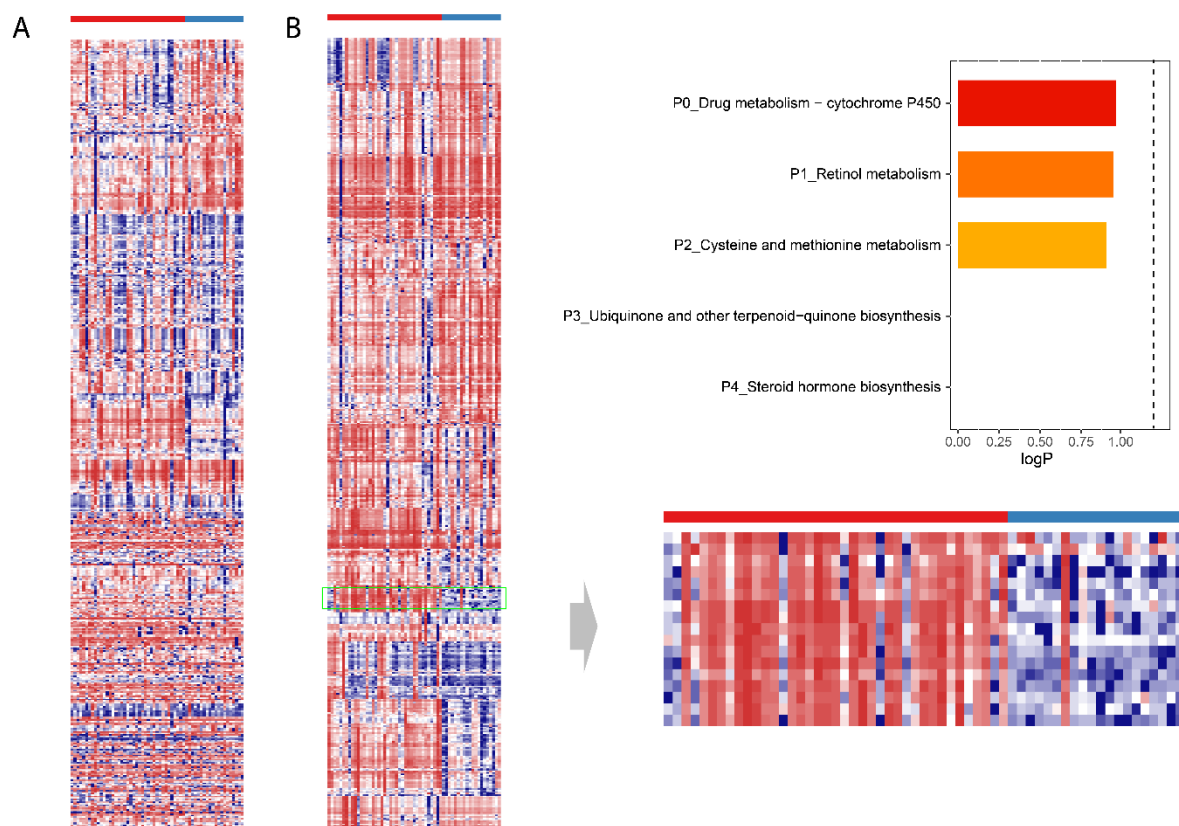 A
B
P0_Drug metabolism − cytochrome P450
P1_Retinol metabolism
P2_Cysteine and methionine metabolism
P3_Ubiquinone and other terpenoid−quinone biosynthesis
P4_Steroid hormone biosynthesis
0.00 0.25 0.50 0.75 1.00
logP